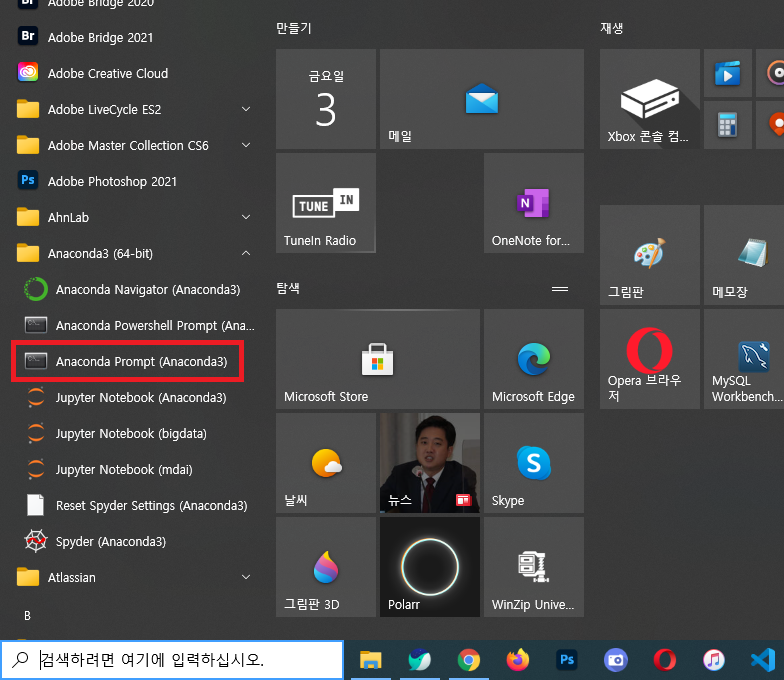 Adobe Bridge 2020
Br
Adobe Bridge 2021
Adobe Creative Cloud
Adobe LiveCycle ES2
Adobe Master Collection CS6
Ps
Adobe Photoshop 2021
AhnLab
Anaconda3 (64-bit)
Anaconda Navigator (Anaconda3)
Anaconda Powershell Prompt (Ana...
Anaconda Prompt (Anaconda3)
Jupyter Notebook (Anaconda3)
Jupyter Notebook (bigdata)
Jupyter Notebook (mdai)
Reset Spyder Settings (Anaconda3)
Spyder (Anaconda3)
Atlassian
B
만들기
금요일
3
메일
TUNE IN
TuneIn Radio
N
OneNote for...
탐색
Microsoft Store
Microsoft Edge
날씨
뉴스
S
Skype
그림판 3D
Polarr
WinZip Unive...
재생
Xbox 콘솔 컴...
그림판
메모장
Opera 브라우
저
MySQL
Workbench...
검색하려면 여기에 입력하십시오.
Ps